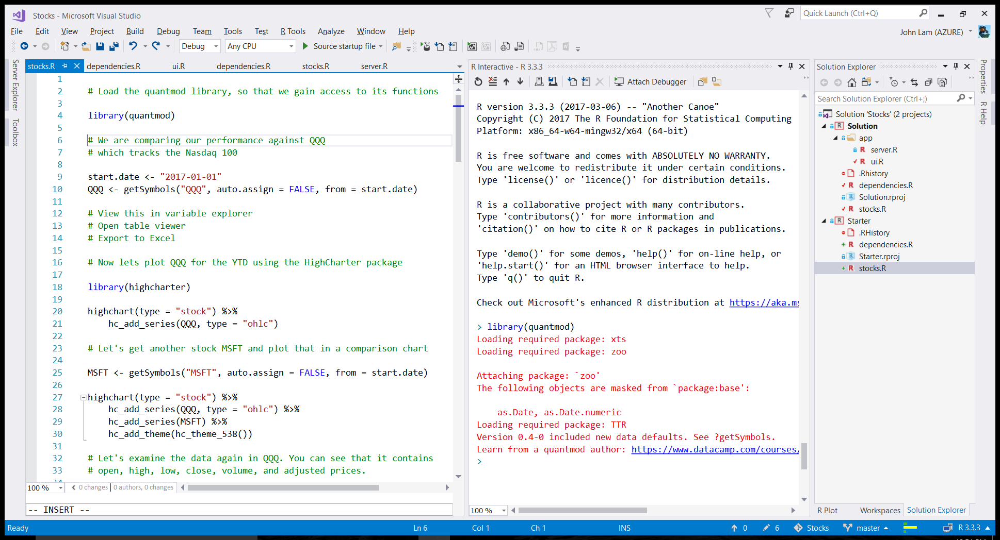 Stocks - Microsoft Visual Studio
Quick Launch (Ctrl+Q)
File Edit View Project Build Debug Team Tools Test R Tools Analyze Window Help
John Lam (AZURE)
Debug Any CPU Source startup file
Server Explorer
Toolbox
stocks.R dependencies.R ui.R dependencies.R stocks.R server.R
1
2 # Load the quantmod library, so that we gain access to its functions
3
4 library(quantmod)
5
6 # We are comparing our performance against QQQ
7 # which tracks the Nasdaq 100
8
9 start.date <- "2017-01-01"
10 QQQ <- getSymbols("QQQ", auto.assign = FALSE, from = start.date)
11
12 # View this in variable explorer
13 # Open table viewer
14 # Export to Excel
15
16 # Now lets plot QQQ for the YTD using the HighCharter package
17
18 library(highcharter)
19
20 highchart(type = "stock") %>%
21 hc_add_series(QQQ, type = "ohlc")
22
23 # Let's get another stock MSFT and plot that in a comparison chart
24
25 MSFT <- getSymbols("MSFT", auto.assign = FALSE, from = start.date)
26
27 highchart(type = "stock") %>%
28 hc_add_series(QQQ, type = "ohlc") %>%
29 hc_add_series(MSFT) %>%
30 hc_add_theme(hc_theme_538())
31
32 # Let's examine the data again in QQQ. You can see that it contains
33 # open, high, low, close, volume, and adjusted prices.
100 % 0 changes | 0 authors, 0 changes
-- INSERT --
R Interactive - R 3.3.3
Attach Debugger
R version 3.3.3 (2017-03-06) -- "Another Canoe"
Copyright (C) 2017 The R Foundation for Statistical Computing
Platform: x86_64-w64-mingw32/x64 (64-bit)
R is free software and comes with ABSOLUTELY NO WARRANTY.
You are welcome to redistribute it under certain conditions.
Type 'license()' or 'licence()' for distribution details.
R is a collaborative project with many contributors.
Type 'contributors()' for more information and
'citation()' on how to cite R or R packages in publications.
Type 'demo()' for some demos, 'help()' for on-line help, or
'help.start()' for an HTML browser interface to help.
Type 'q()' to quit R.
Check out Microsoft's enhanced R distribution at https://aka.ms
> library(quantmod)
Loading required package: xts
Loading required package: zoo
Attaching package: `zoo'
The following objects are masked from `package:base':
as.Date, as.Date.numeric
Loading required package: TTR
Version 0.4-0 included new data defaults. See ?getSymbols.
Learn from a quantmod author: https://www.datacamp.com/courses/
>
100 %
Solution Explorer
Search Solution Explorer (Ctrl+;)
Solution 'Stocks' (2 projects)
Solution
app
server.R
ui.R
.Rhistory
dependencies.R
Solution.rproj
stocks.R
Starter
.RHistory
dependencies.R
Starter.rproj
stocks.R
R Plot Workspaces Solution Explorer
Properties
R Help
Ready Ln 6 Col 1 Ch 1 INS 0 6 Stocks master R 3.3.3